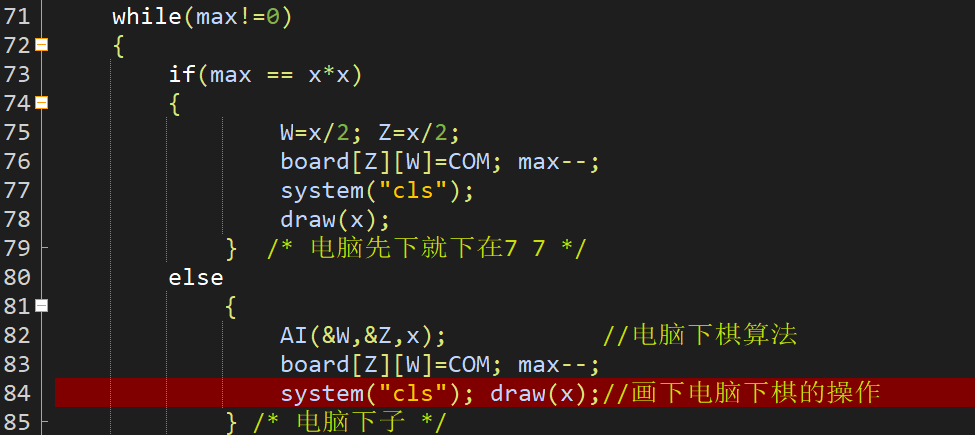 71 while(max!=0)
72 {
73 if(max == x*x)
74 {
75 W=x/2; Z=x/2;
76 board[Z][W]=COM; max--;
77 system("cls");
78 draw(x);
79 } /* 电脑先下就下在7 7 */
80 else
81 {
82 AI(&W,&Z,x); //电脑下棋算法
83 board[Z][W]=COM; max--;
84 system("cls"); draw(x);//画下电脑下棋的操作
85 } /* 电脑下子 */